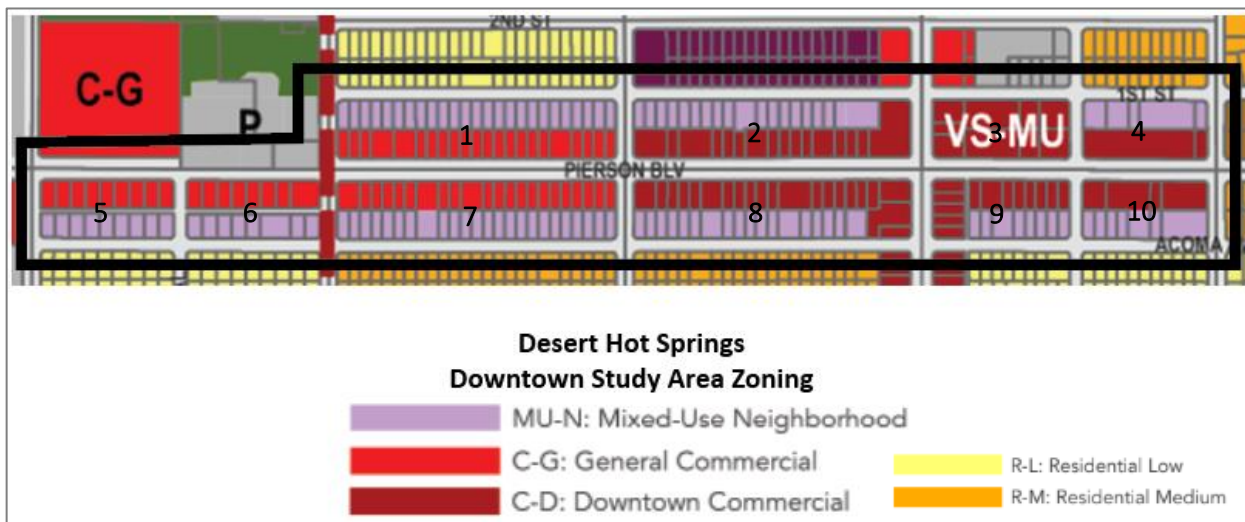 2ND ST
C-G
P
1ST ST
1
2
VS-MU
3
4
PIERSON BLV
5
6
7
8
9
10
ACOMA
Desert Hot Springs
Downtown Study Area Zoning
MU-N: Mixed-Use Neighborhood
C-G: General Commercial
C-D: Downtown Commercial
R-L: Residential Low
R-M: Residential Medium